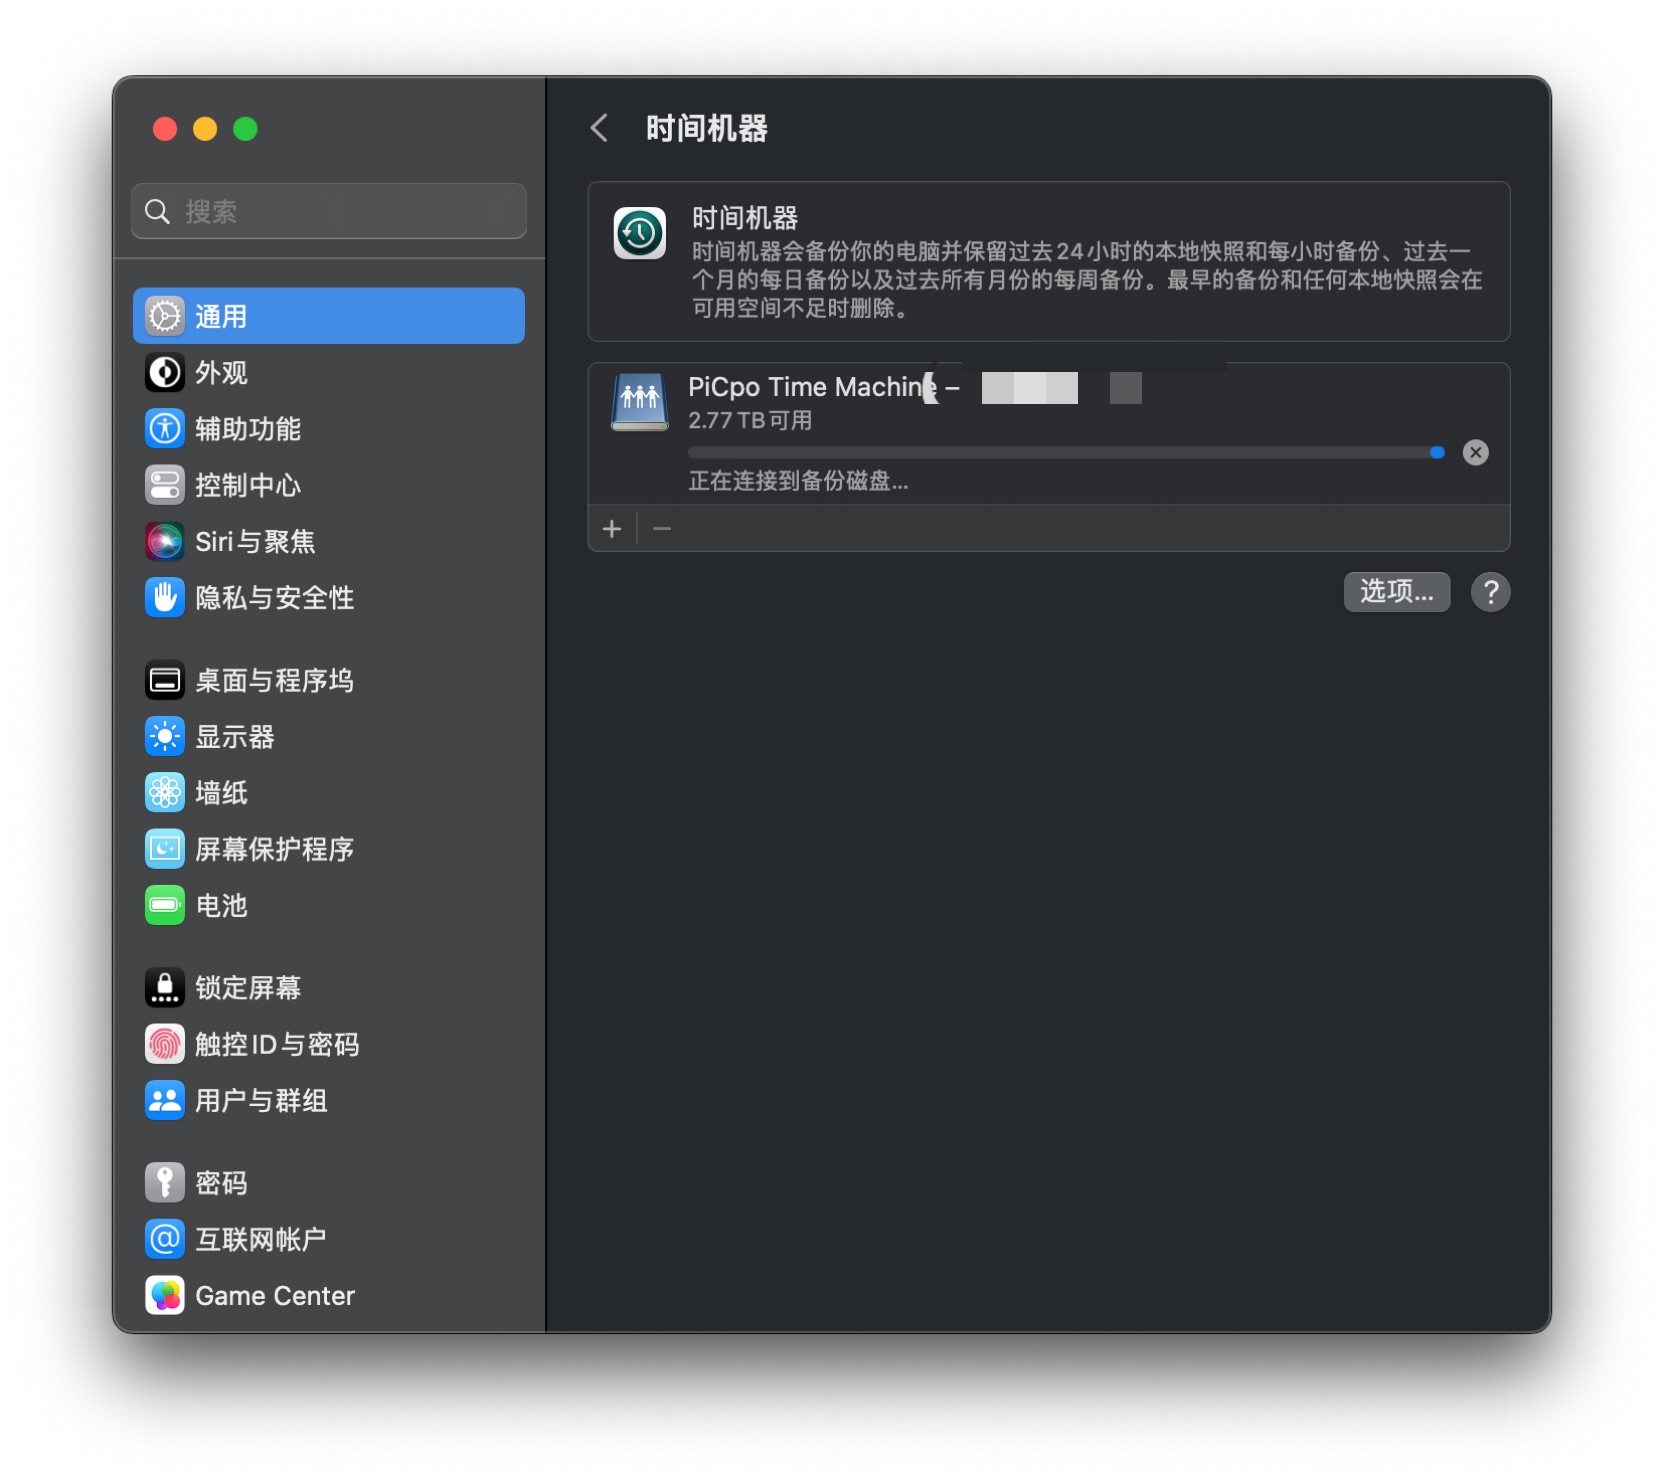 搜索
通用
外观
辅助功能
控制中心
Siri与聚焦
隐私与安全性
桌面与程序坞
显示器
墙纸
屏幕保护程序
电池
锁定屏幕
触控ID与密码
用户与群组
密码
互联网帐户
Game Center
时间机器
时间机器
时间机器会备份你的电脑并保留过去24小时的本地快照和每小时备份、过去一
个月的每日备份以及过去所有月份的每周备份。最早的备份和任何本地快照会在
可用空间不足时删除。
PiCpo Time Machine –
2.77 TB可用
正在连接到备份磁盘...
选项...
?